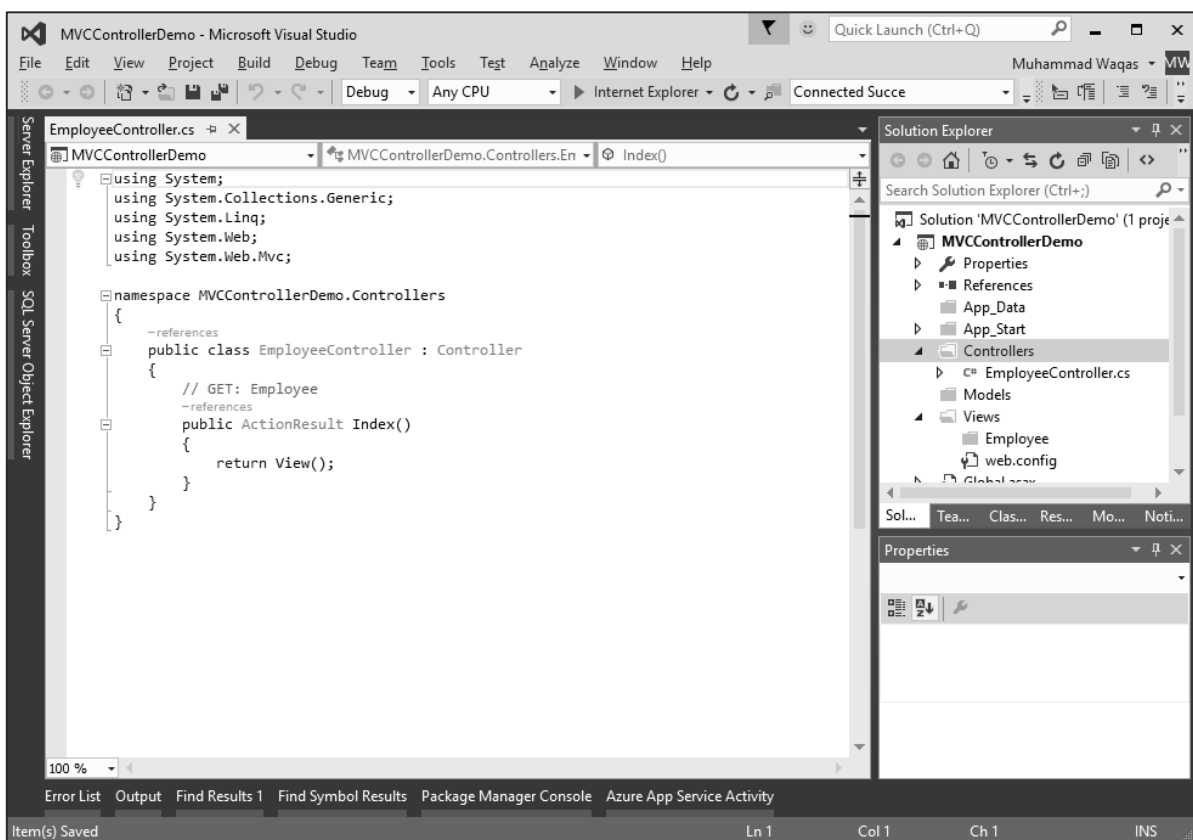 MVCControllerDemo - Microsoft Visual Studio
Quick Launch (Ctrl+Q)
File Edit View Project Build Debug Team Tools Test Analyze Window Help
Muhammad Waqas MW
Debug Any CPU Internet Explorer Connected Succe
Server Explorer
Toolbox
SQL Server Object Explorer
EmployeeController.cs
MVCControllerDemo MVCControllerDemo.Controllers.En Index()
using System;
using System.Collections.Generic;
using System.Linq;
using System.Web;
using System.Web.Mvc;
namespace MVCControllerDemo.Controllers
{
-references
public class EmployeeController : Controller
{
// GET: Employee
-references
public ActionResult Index()
{
return View();
}
}
}
100 %
Solution Explorer
Search Solution Explorer (Ctrl+;)
Solution 'MVCControllerDemo' (1 proje
MVCControllerDemo
Properties
References
App_Data
App_Start
Controllers
C# EmployeeController.cs
Models
Views
Employee
web.config
Global.asax
Sol... Tea... Clas... Res... Mo... Noti...
Properties
Error List Output Find Results 1 Find Symbol Results Package Manager Console Azure App Service Activity
Item(s) Saved Ln 1 Col 1 Ch 1 INS